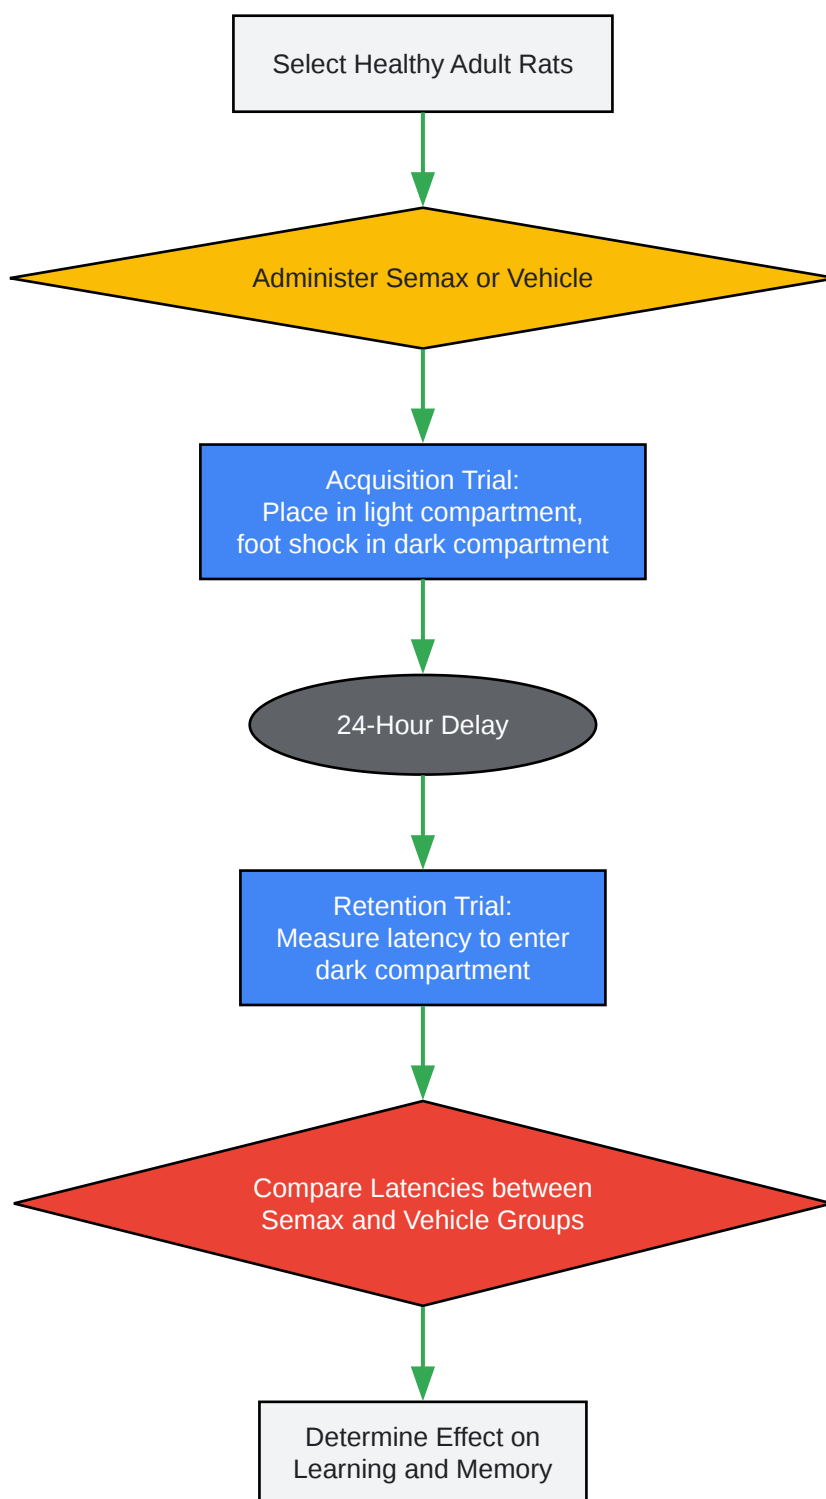 Select Healthy Adult Rats
Administer Semax or Vehicle
Acquisition Trial:
Place in light compartment,
foot shock in dark compartment
24-Hour Delay
Retention Trial:
Measure latency to enter
dark compartment
Compare Latencies between
Semax and Vehicle Groups
Determine Effect on
Learning and Memory